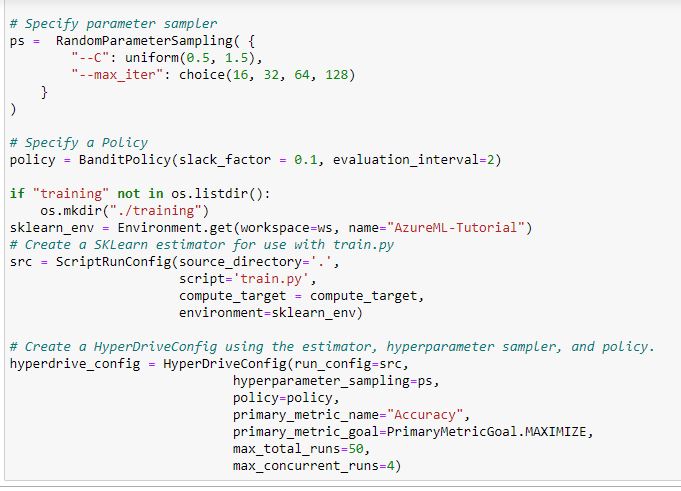 # Specify parameter sampler
ps =  RandomParameterSampling( {
        "--C": uniform(0.5, 1.5),
        "--max_iter": choice(16, 32, 64, 128)
    }
)
# Specify a Policy
policy = BanditPolicy(slack_factor = 0.1, evaluation_interval=2)
if "training" not in os.listdir():
    os.mkdir("./training")
sklearn_env = Environment.get(workspace=ws, name="AzureML-Tutorial")
# Create a SKLearn estimator for use with train.py
src = ScriptRunConfig(source_directory='.',
                      script='train.py',
                      compute_target = compute_target,
                      environment=sklearn_env)
# Create a HyperDriveConfig using the estimator, hyperparameter sampler, and policy.
hyperdrive_config = HyperDriveConfig(run_config=src,
                             hyperparameter_sampling=ps,
                             policy=policy,
                             primary_metric_name="Accuracy",
                             primary_metric_goal=PrimaryMetricGoal.MAXIMIZE,
                             max_total_runs=50,
                             max_concurrent_runs=4)